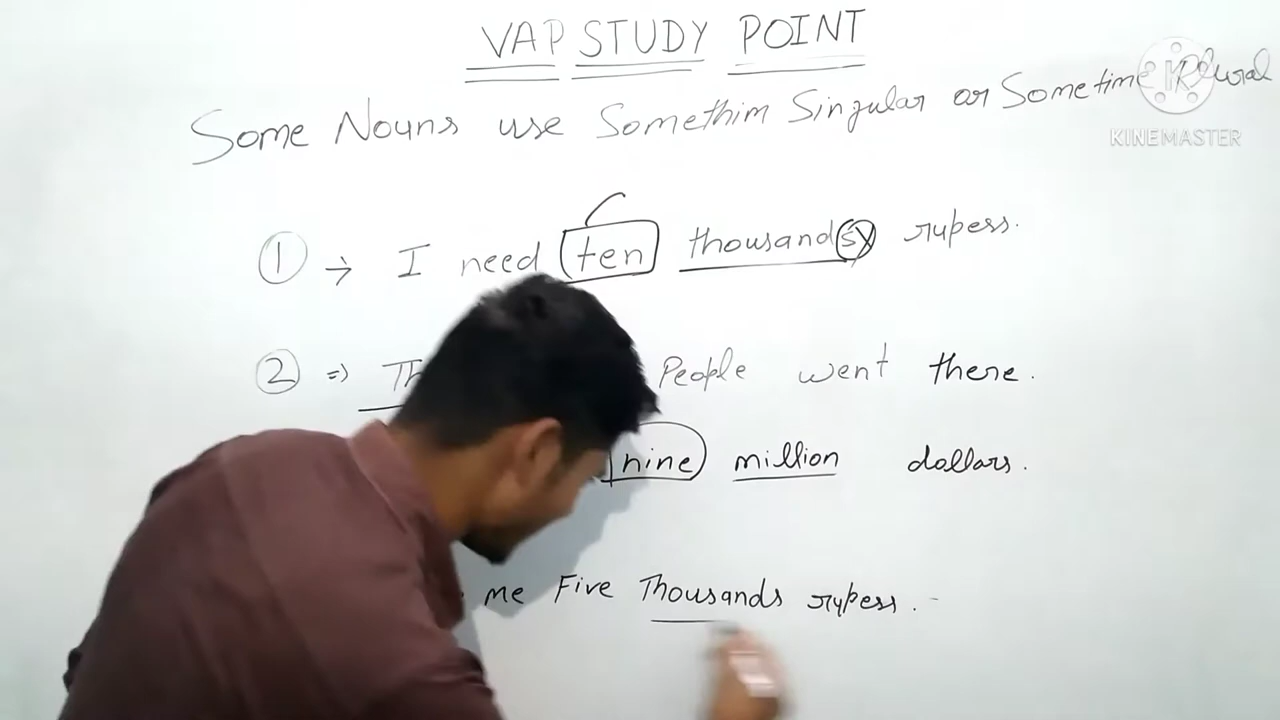 VAP STUDY POINT
Some Nouns use Somethim Singular or Sometime Plural
KINEMASTER
① → I need ten thousands rupess.
② ⇒ Th People went there.
nine million dollars.
me Five Thousands rupess.